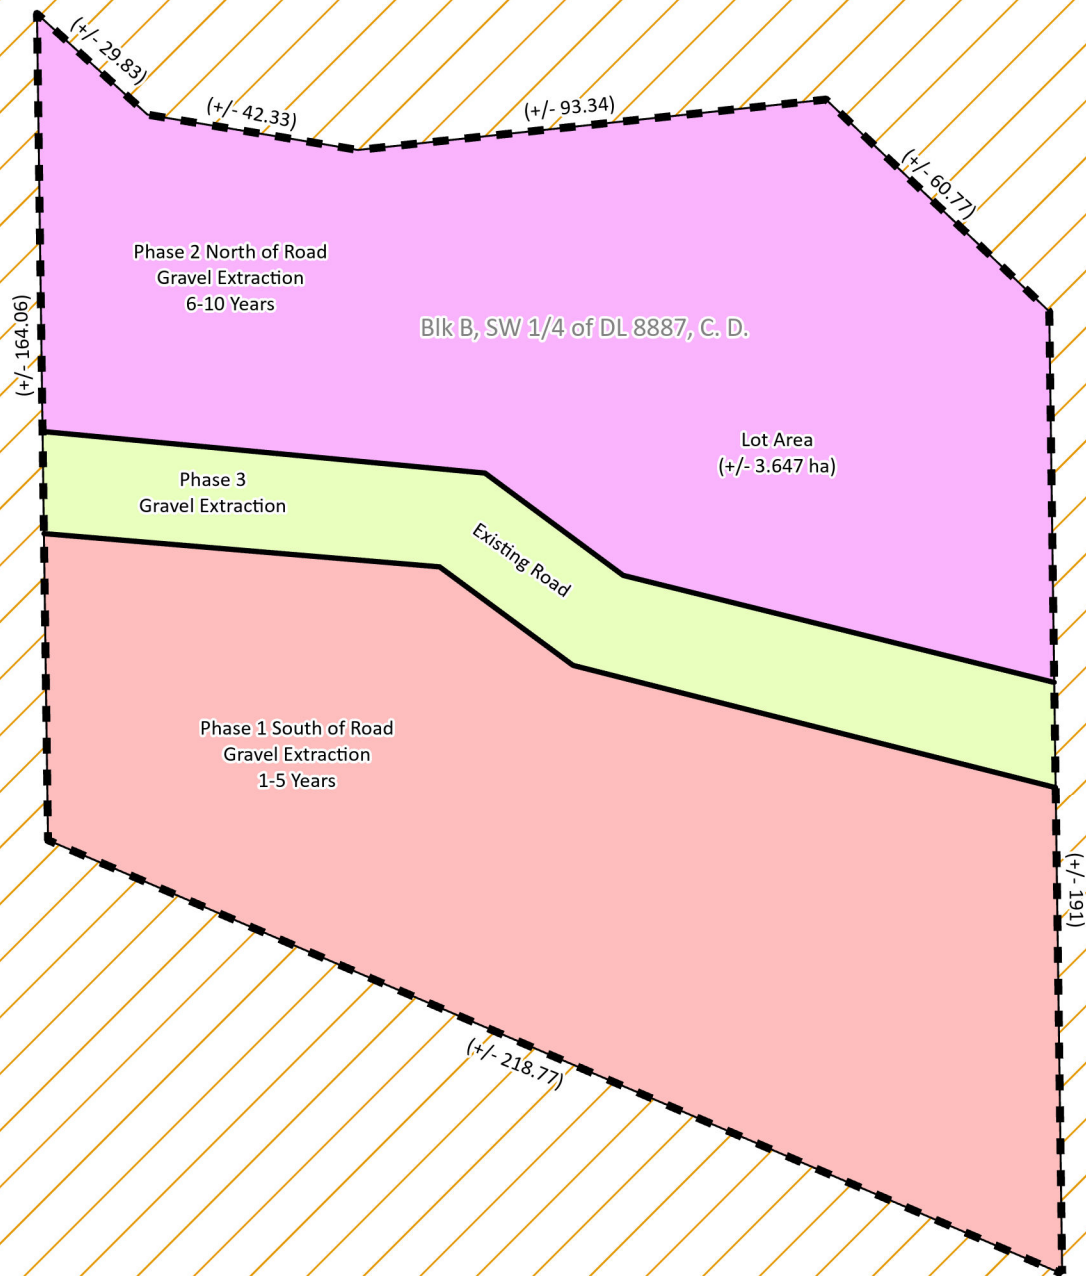 (+/- 29.83)
(+/- 42.33)
(+/- 93.34)
(+/- 60.77)
Phase 2 North of Road
Gravel Extraction
6-10 Years
Blk B, SW 1/4 of DL 8887, C. D.
(+/- 164.06)
Lot Area
(+/- 3.647 ha)
Phase 3
Gravel Extraction
Existing Road
Phase 1 South of Road
Gravel Extraction
1-5 Years
(+/- 191)
(+/- 218.77)